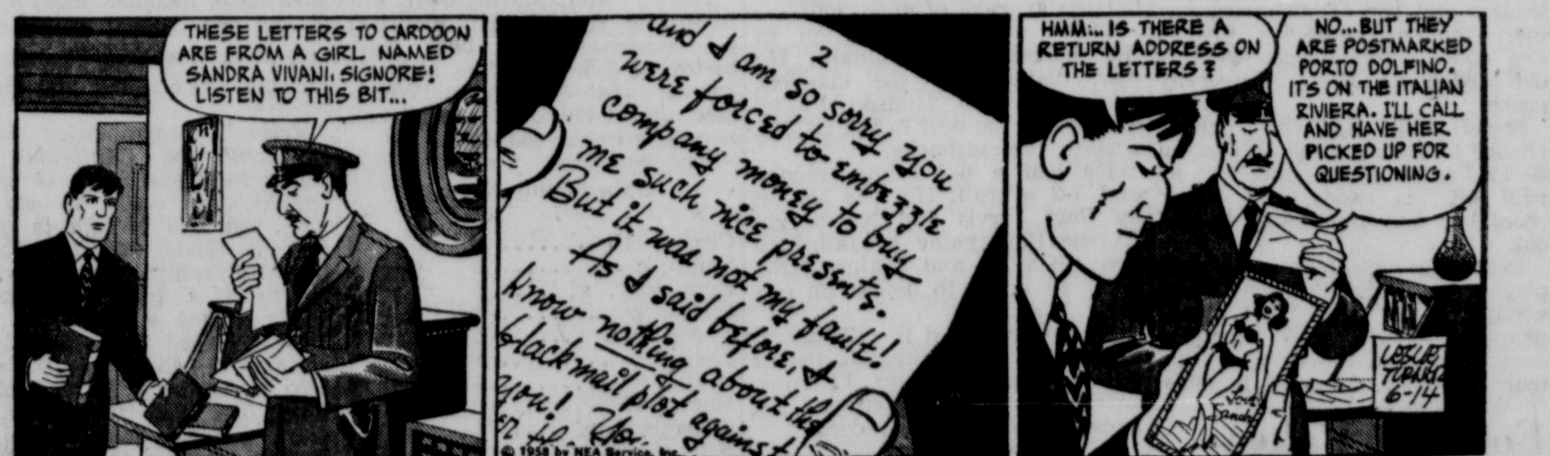 THESE LETTERS TO CARDOON
ARE FROM A GIRL NAMED
SANDRA VIVANI, SIGNORE!
LISTEN TO THIS BIT...
2
and I am so sorry you
were forced to embezzle
company money to buy
me such nice presents.
But it was not my fault!
As I said before, I
know nothing about the
blackmail plot against
you! You
© 1958 by NEA Service, Inc.
HMM... IS THERE A
RETURN ADDRESS ON
THE LETTERS?
NO...BUT THEY
ARE POSTMARKED
PORTO DOLFINO.
IT'S ON THE ITALIAN
RIVIERA. I'LL CALL
AND HAVE HER
PICKED UP FOR
QUESTIONING.
Love
Sandra
LESLIE
TURNER
6-14